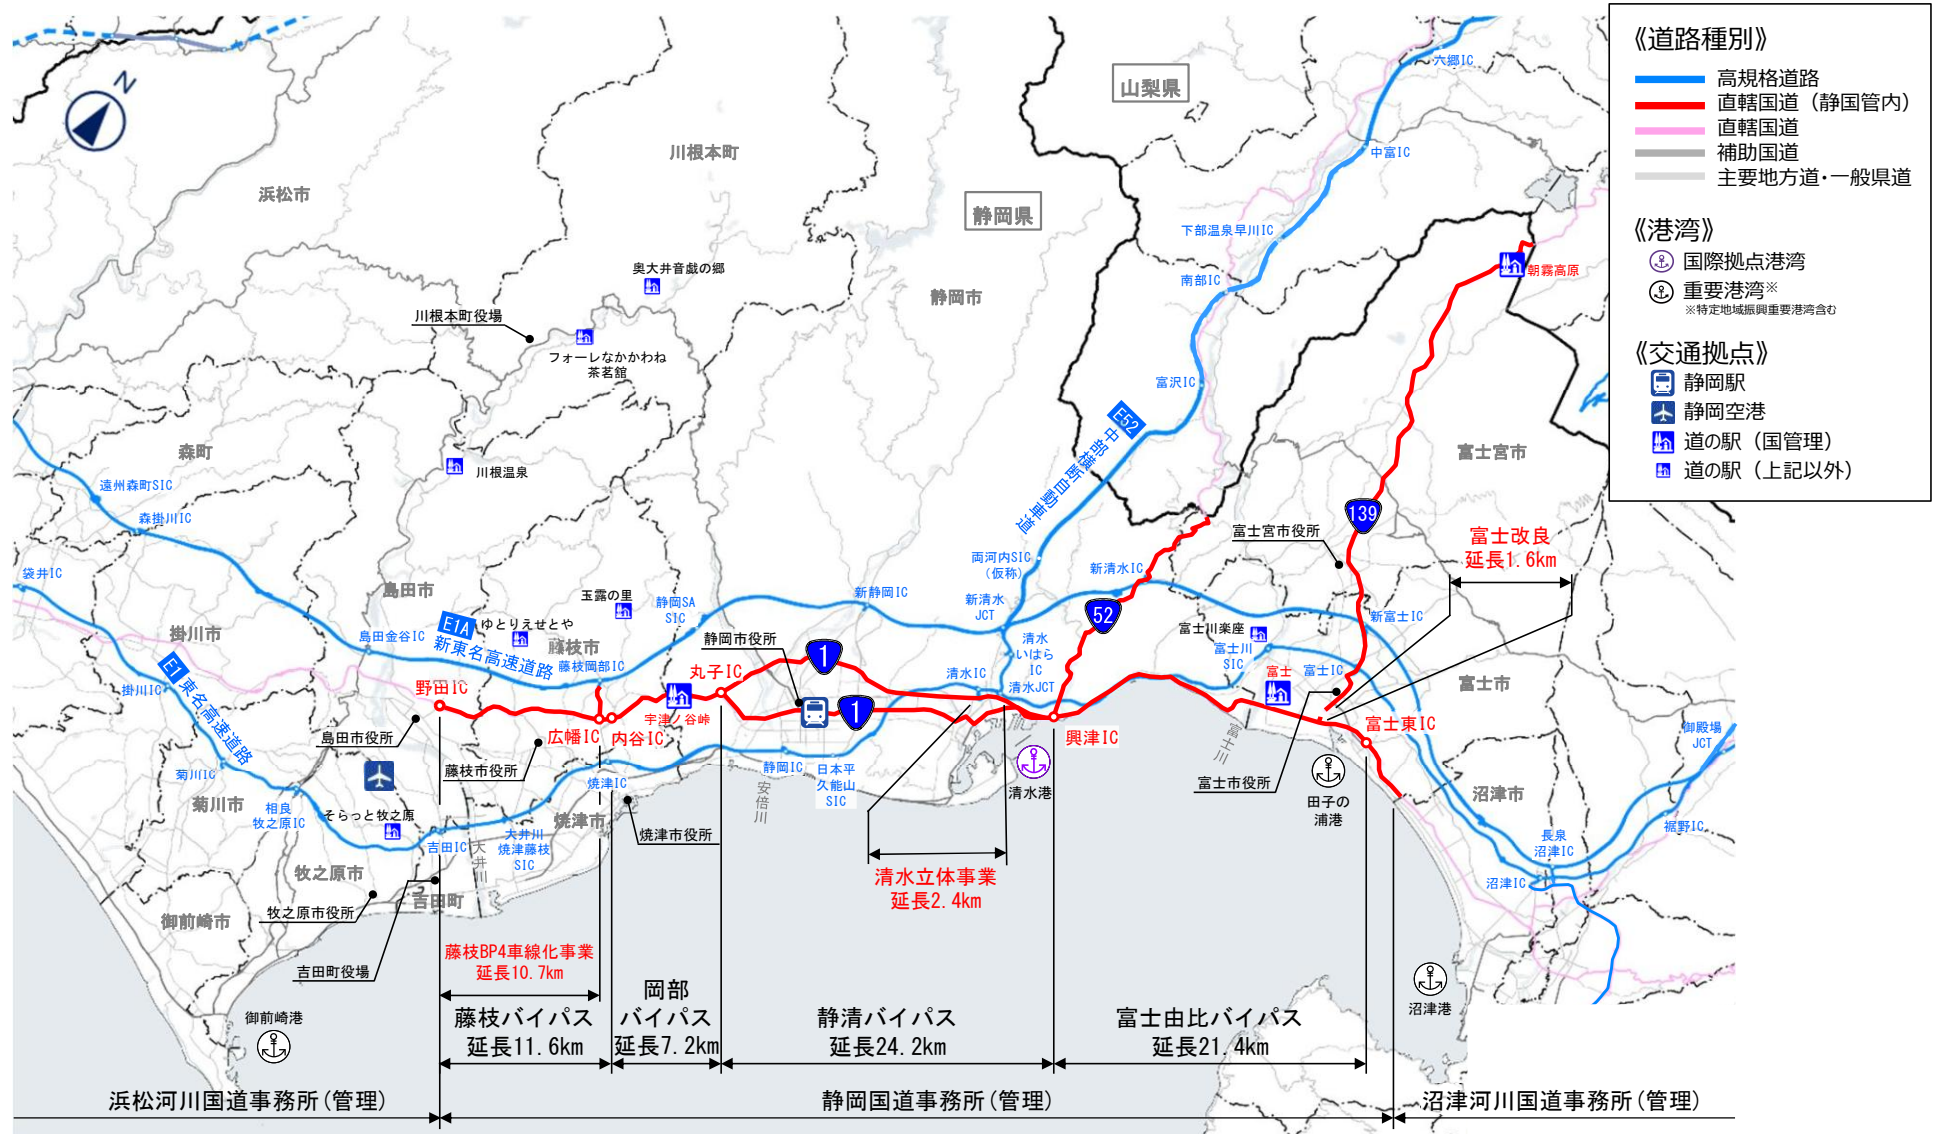 《道路種別》
高規格道路
直轄国道（静国管内）
直轄国道
補助国道
主要地方道・一般県道
《港湾》
国際拠点港湾
重要港湾※
※特定地域振興重要港湾含む
《交通拠点》
静岡駅
静岡空港
道の駅（国管理）
道の駅（上記以外）
N
山梨県
静岡県
六郷IC
中富IC
下部温泉早川IC
南部IC
富沢IC
E52
中部横断自動車道
両河内SIC
（仮称）
新清水
JCT
新清水IC
朝霧高原
川根本町
浜松市
静岡市
奥大井音戯の郷
川根本町役場
フォーレなかかわね
茶茗舘
川根温泉
森町
遠州森町SIC
森掛川IC
袋井IC
富士宮市
139
富士宮市役所
富士改良
延長1.6km
52
島田市
玉露の里
静岡SA
SIC
新静岡IC
掛川市
島田金谷IC
E1A
新東名高速道路
ゆとりえせとや
藤枝市
藤枝岡部IC
静岡市役所
1
1
丸子IC
清水
いはら
IC
清水IC
清水JCT
富士川楽座
富士川
SIC
新富士IC
富士
富士IC
富士市
E1
東名高速道路
掛川IC
野田IC
宇津ノ谷峠
広幡IC
内谷IC
興津IC
富士東IC
御殿場
JCT
島田市役所
藤枝市役所
菊川IC
菊川市
相良
牧之原IC
そらっと牧之原
吉田IC
大井川
大井川
焼津藤枝
SIC
焼津市
焼津IC
焼津市役所
静岡IC
安倍川
日本平
久能山
SIC
清水港
富士川
富士市役所
田子の
浦港
沼津市
裾野IC
長泉
沼津IC
沼津IC
清水立体事業
延長2.4km
牧之原市
牧之原市役所
吉田町
御前崎市
吉田町役場
御前崎港
沼津港
藤枝BP4車線化事業
延長10.7km
藤枝バイパス
延長11.6km
岡部
バイパス
延長7.2km
静清バイパス
延長24.2km
富士由比バイパス
延長21.4km
浜松河川国道事務所(管理)
静岡国道事務所(管理)
沼津河川国道事務所(管理)